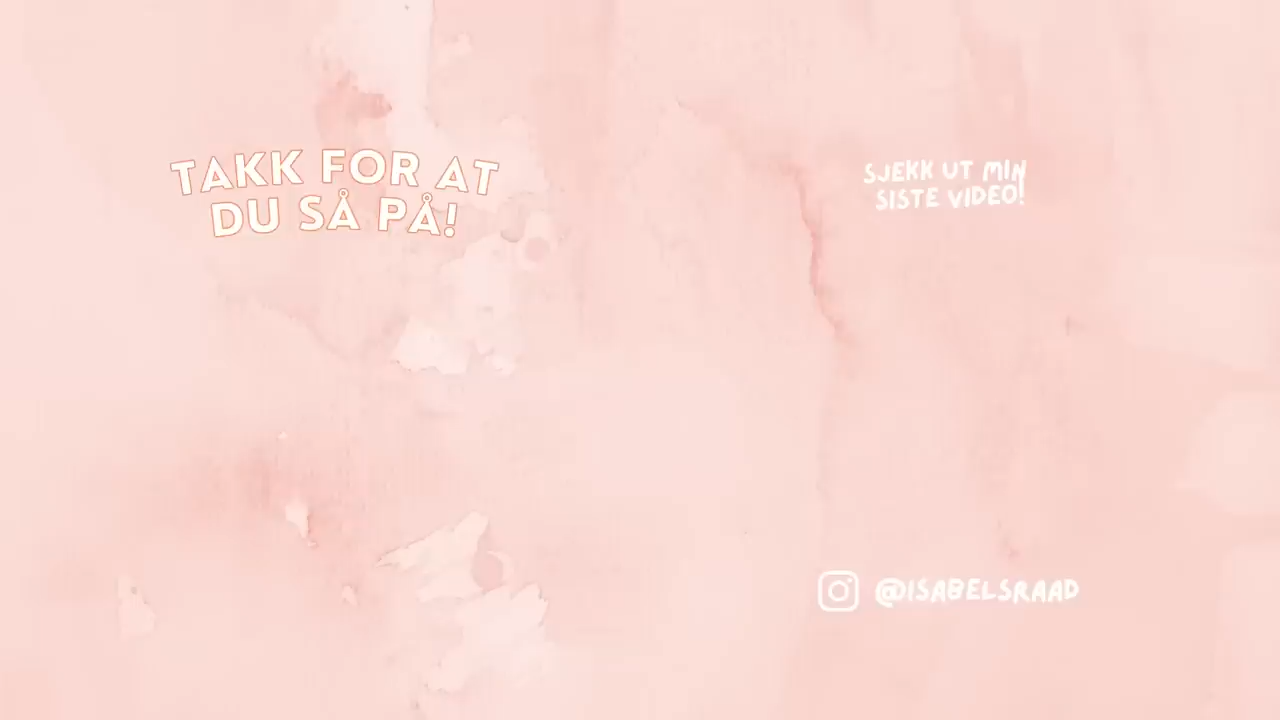 TAKK FOR AT
DU SÅ PÅ!
SJEKK UT MIN
SISTE VIDEO!
@ISABELSRAAD